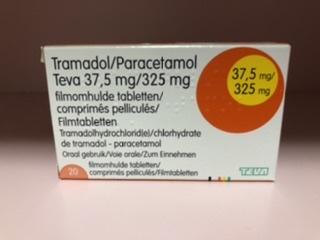 Tramadol/Paracetamol
Teva 37,5 mg/325 mg
filmomhulde tabletten/
comprimés pelliculés/
Filmtabletten
Tramadolhydrochlorid(e)/chlorhydrate
de tramadol - paracetamol
Oraal gebruik/Voie orale/Zum Einnehmen
20
filmomhulde tabletten/
comprimés pelliculés/Filmtabletten
37,5 mg/
325 mg
TEVA